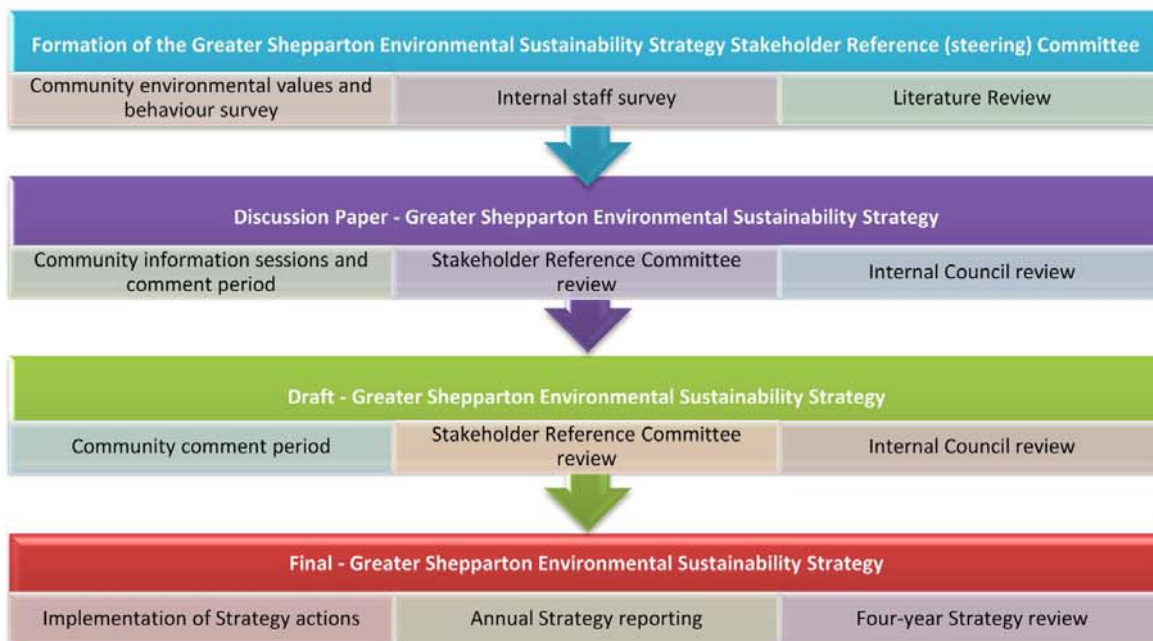 Formation of the Greater Shepparton Environmental Sustainability Strategy Stakeholder Reference (steering) Committee
Community environmental values and
behaviour survey
Internal staff survey
Literature Review
Discussion Paper - Greater Shepparton Environmental Sustainability Strategy
Community information sessions and
comment period
Stakeholder Reference Committee
review
Internal Council review
Draft - Greater Shepparton Environmental Sustainability Strategy
Community comment period
Stakeholder Reference Committee
review
Internal Council review
Final - Greater Shepparton Environmental Sustainability Strategy
Implementation of Strategy actions
Annual Strategy reporting
Four-year Strategy review